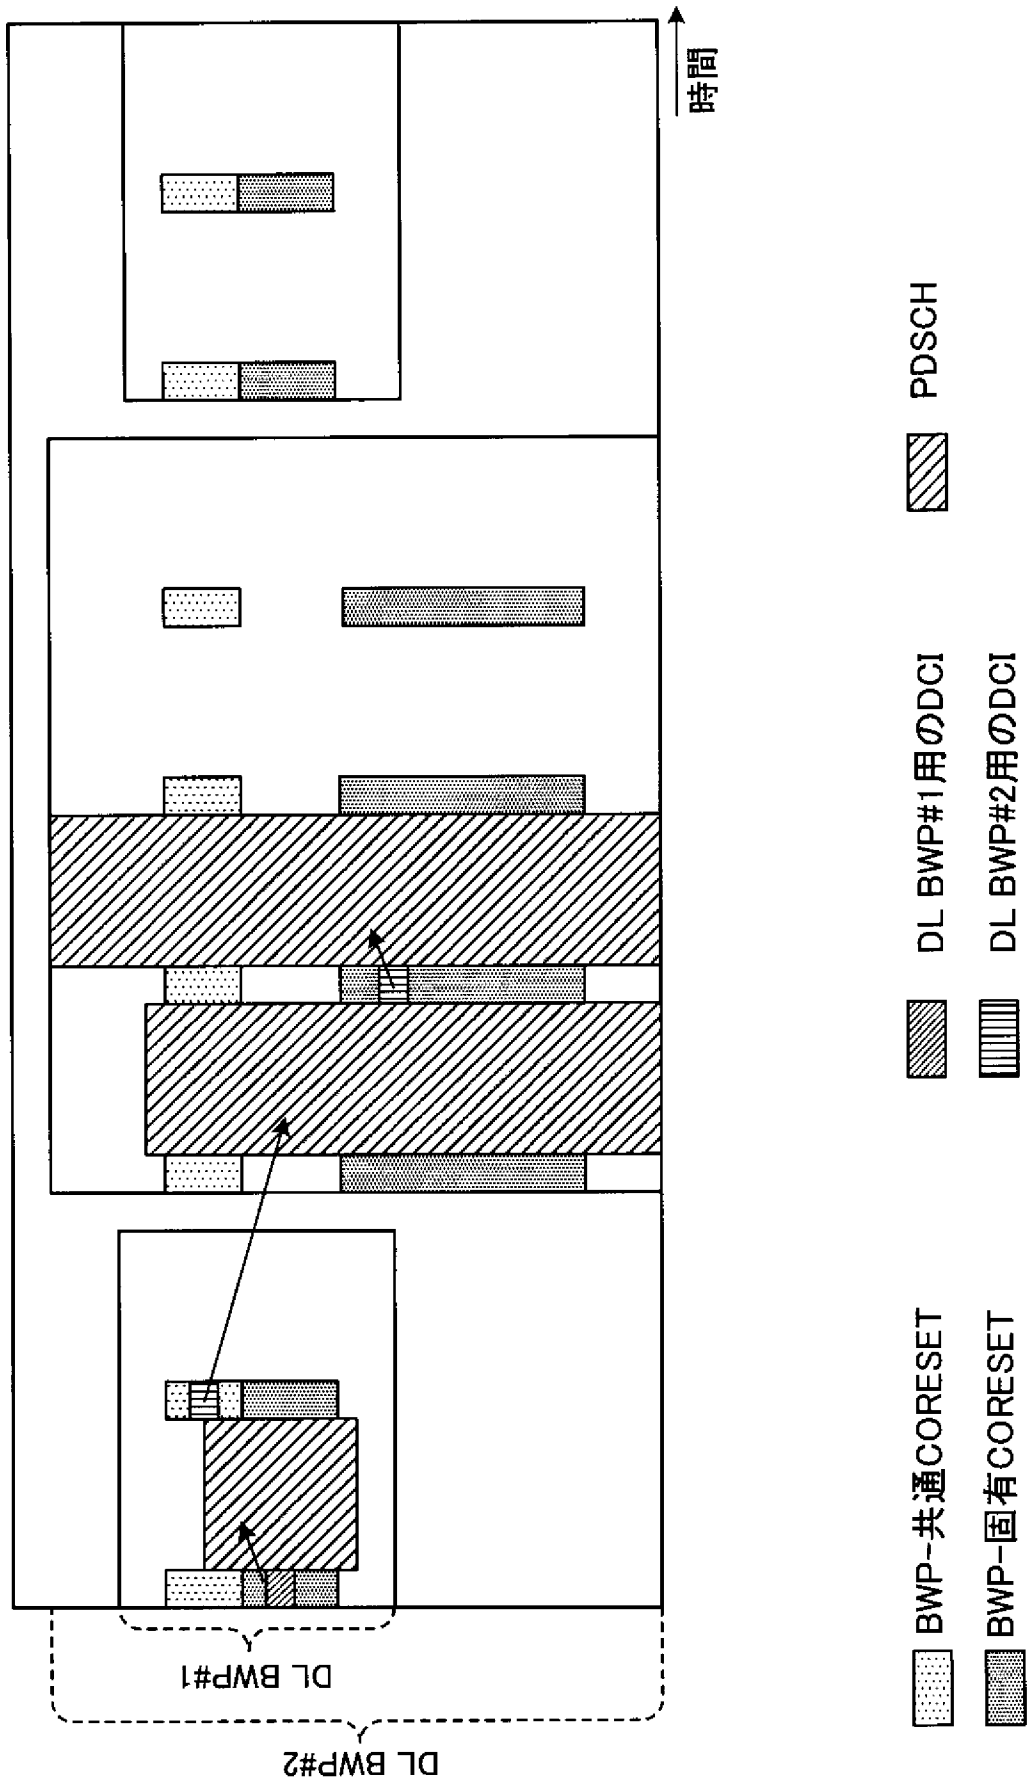 DL BWP#2
DL BWP#1
時間
BWP-共通CORESET
BWP-固有CORESET
DL BWP#1用のDCI
DL BWP#2用のDCI
PDSCH